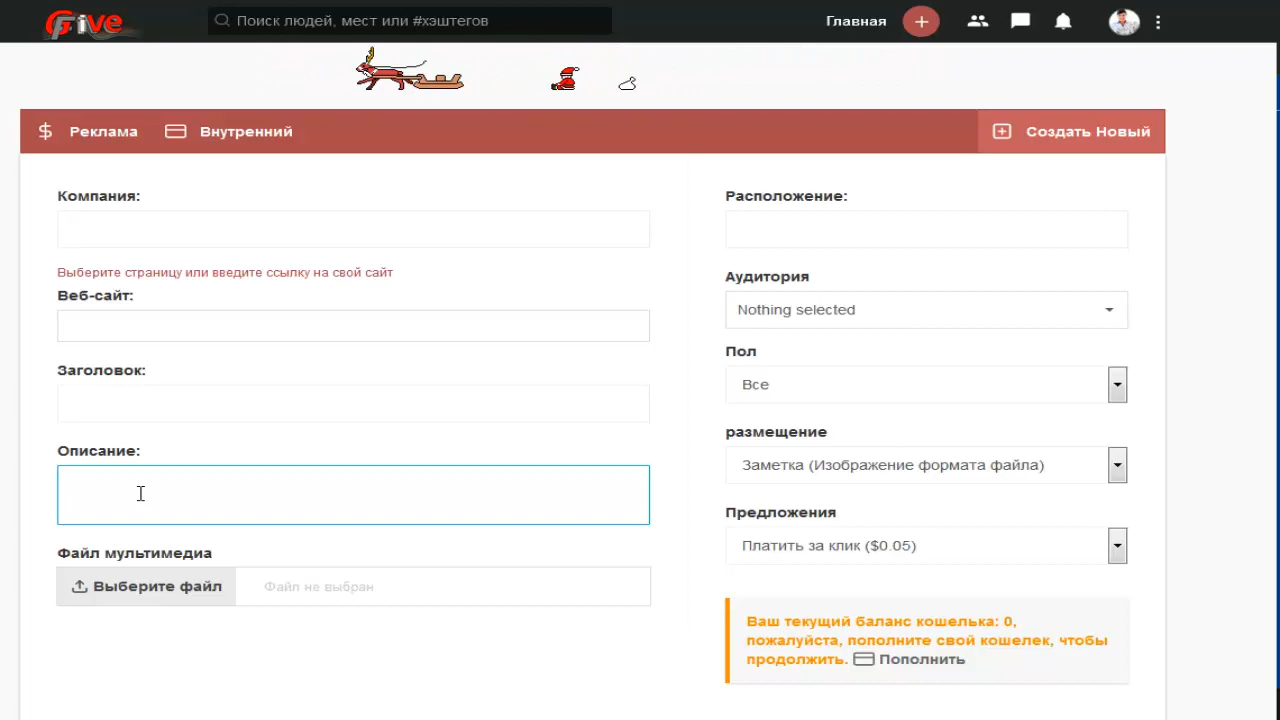 Give
Поиск людей, мест или #хэштегов
Главная
Реклама
Внутренний
Создать Новый
Компания:
Выберите страницу или введите ссылку на свой сайт
Веб-сайт:
Заголовок:
Описание:
Файл мультимедиа
Выберите файл
Файл не выбран
Расположение:
Аудитория
Nothing selected
Пол
Все
размещение
Заметка (Изображение формата файла)
Предложения
Платить за клик ($0.05)
Ваш текущий баланс кошелька: 0,
пожалуйста, пополните свой кошелек, чтобы
продолжить. Пополнить